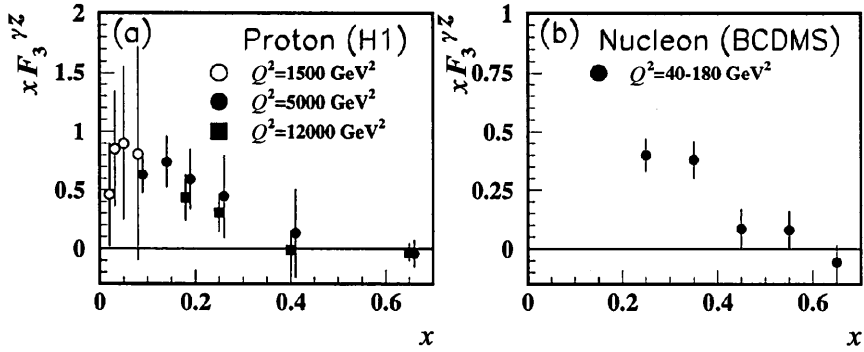 (a) Proton (H1)
xF₃^γZ
Q²=1500 GeV²
Q²=5000 GeV²
Q²=12000 GeV²
2
1.5
1
0.5
0
0 0.2 0.4 0.6
x
(b) Nucleon (BCDMS)
xF₃^γZ
Q²=40-180 GeV²
1
0.75
0.5
0.25
0
0 0.2 0.4 0.6
x